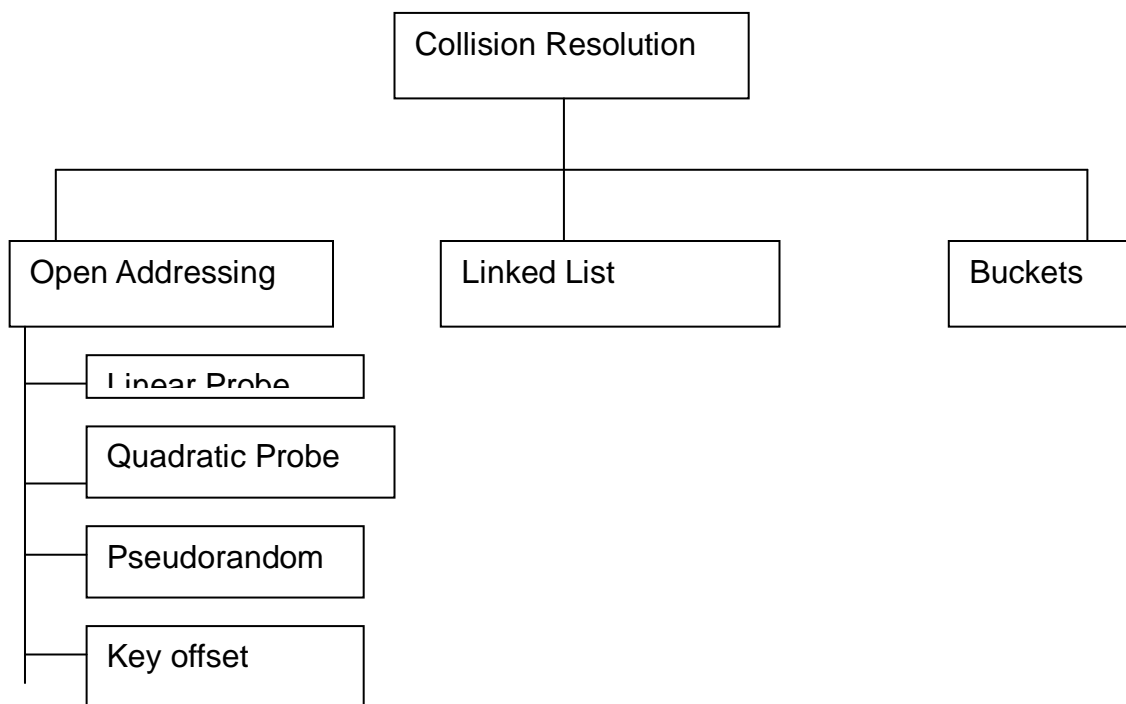 Collision Resolution
Open Addressing
Linked List
Buckets
Linear Probe
Quadratic Probe
Pseudorandom
Key offset